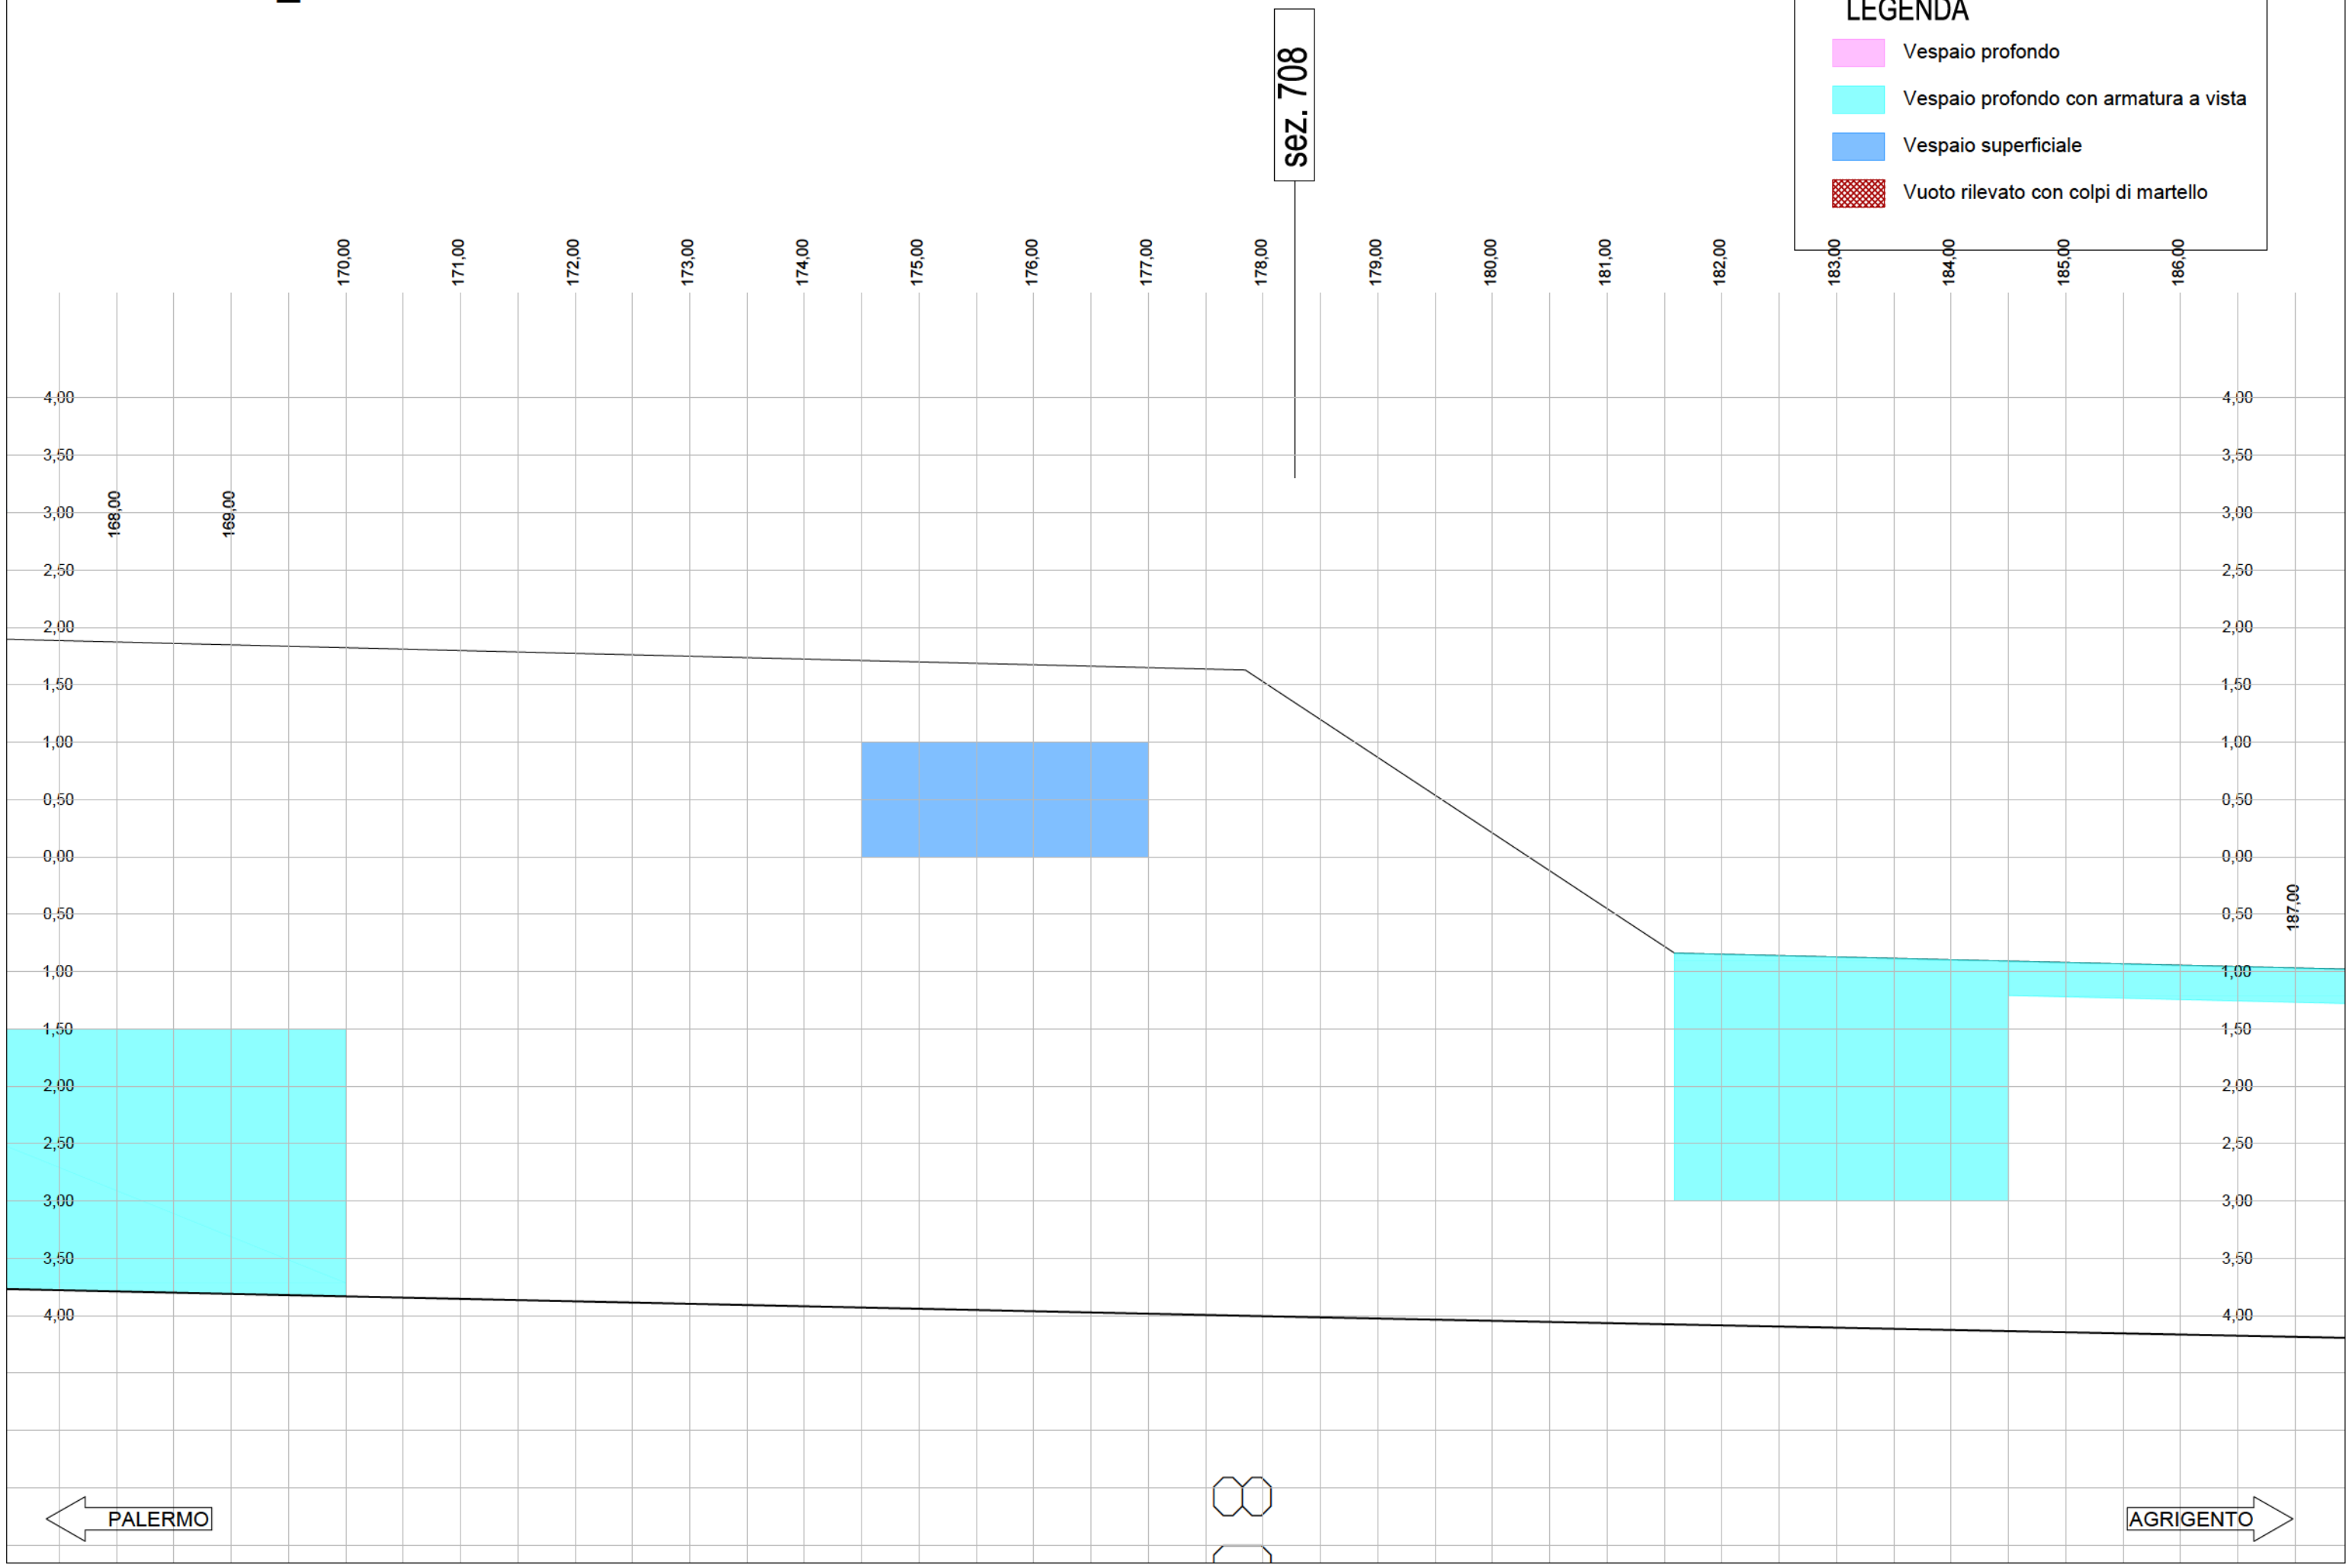 LEGENDA
Vespaio profondo
Vespaio profondo con armatura a vista
Vespaio superficiale
Vuoto rilevato con colpi di martello
sez. 708
170,00 171,00 172,00 173,00 174,00 175,00 176,00 177,00 178,00 179,00 180,00 181,00 182,00 183,00 184,00 185,00 186,00
4,00 4,00
3,50 3,50
168,00 169,00
3,00 3,00
2,50 2,50
2,00 2,00
1,50 1,50
1,00 1,00
0,50 0,50
0,00 0,00
187,00
0,50 0,50
1,00 1,00
1,50 1,50
2,00 2,00
2,50 2,50
3,00 3,00
3,50 3,50
4,00 4,00
PALERMO AGRIGENTO